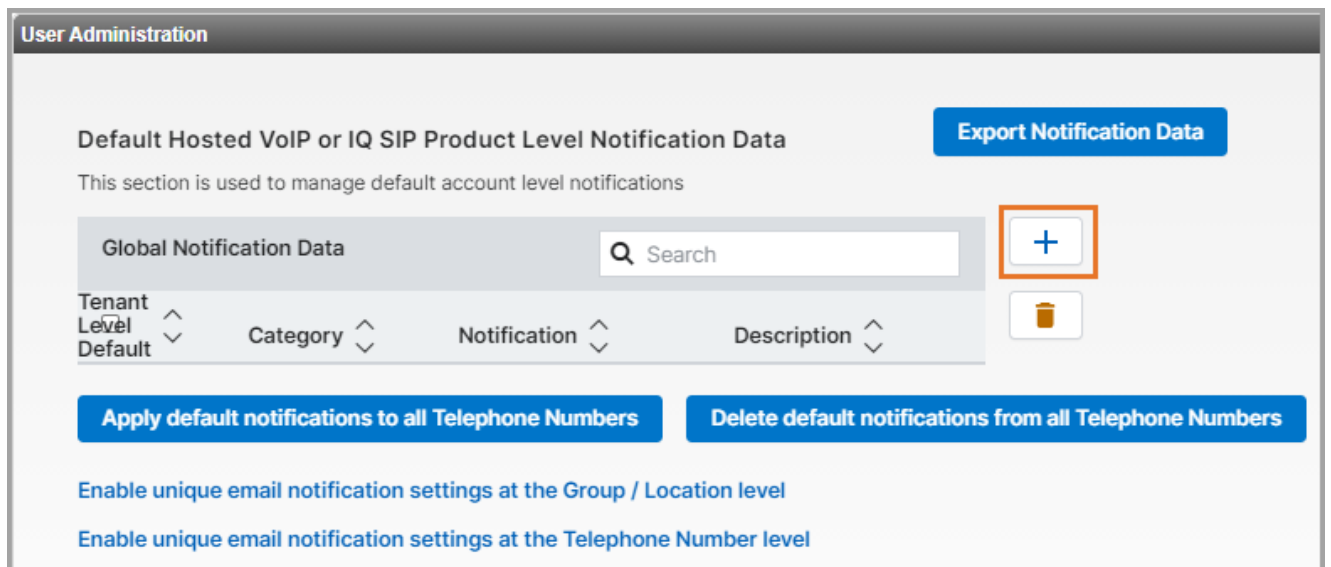 User Administration
Default Hosted VoIP or IQ SIP Product Level Notification Data
Export Notification Data
This section is used to manage default account level notifications
Global Notification Data
Search
Tenant
Level
Default
Category
Notification
Description
Apply default notifications to all Telephone Numbers
Delete default notifications from all Telephone Numbers
Enable unique email notification settings at the Group / Location level
Enable unique email notification settings at the Telephone Number level